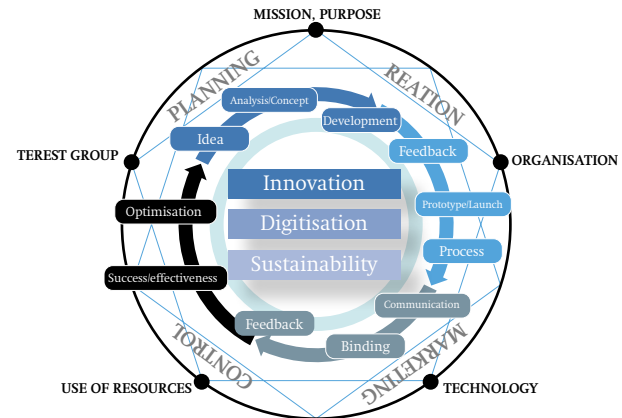 MISSION, PURPOSE
PLANNING
REATION
Analysis/Concept
Development
Idea
Feedback
TEREST GROUP
ORGANISATION
Innovation
Optimisation
Prototype/Launch
Digitisation
Process
Sustainability
Success/effectiveness
Communication
Feedback
Binding
CONTROL
MARKETING
USE OF RESOURCES
TECHNOLOGY